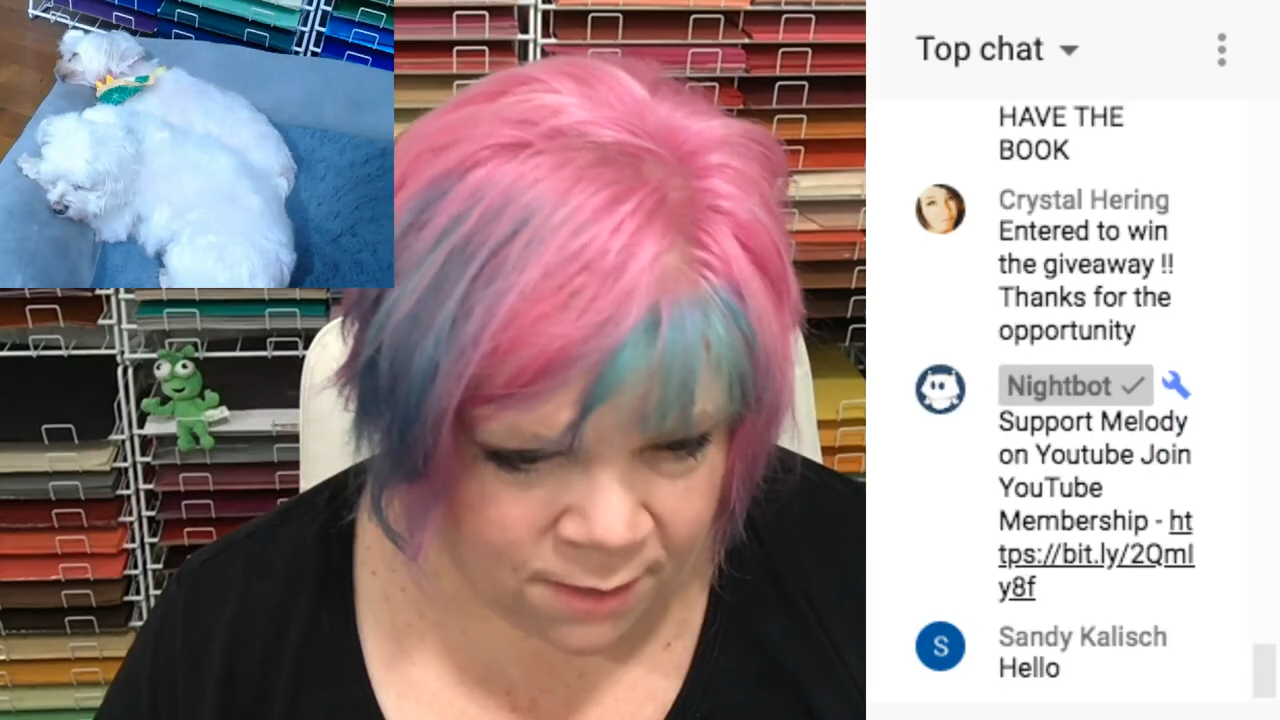 Top chat
HAVE THE
BOOK
Crystal Hering
Entered to win
the giveaway !!
Thanks for the
opportunity
Nightbot
Support Melody
on Youtube Join
YouTube
Membership - ht
tps://bit.ly/2Qml
y8f
S
Sandy Kalisch
Hello